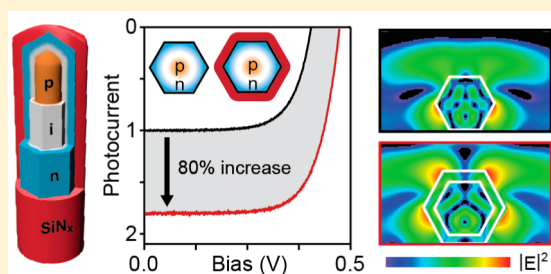 p
i
n
SiNₓ
Photocurrent
0
1
2
p
n
p
n
80% increase
0.0
0.5
Bias (V)
|E|²